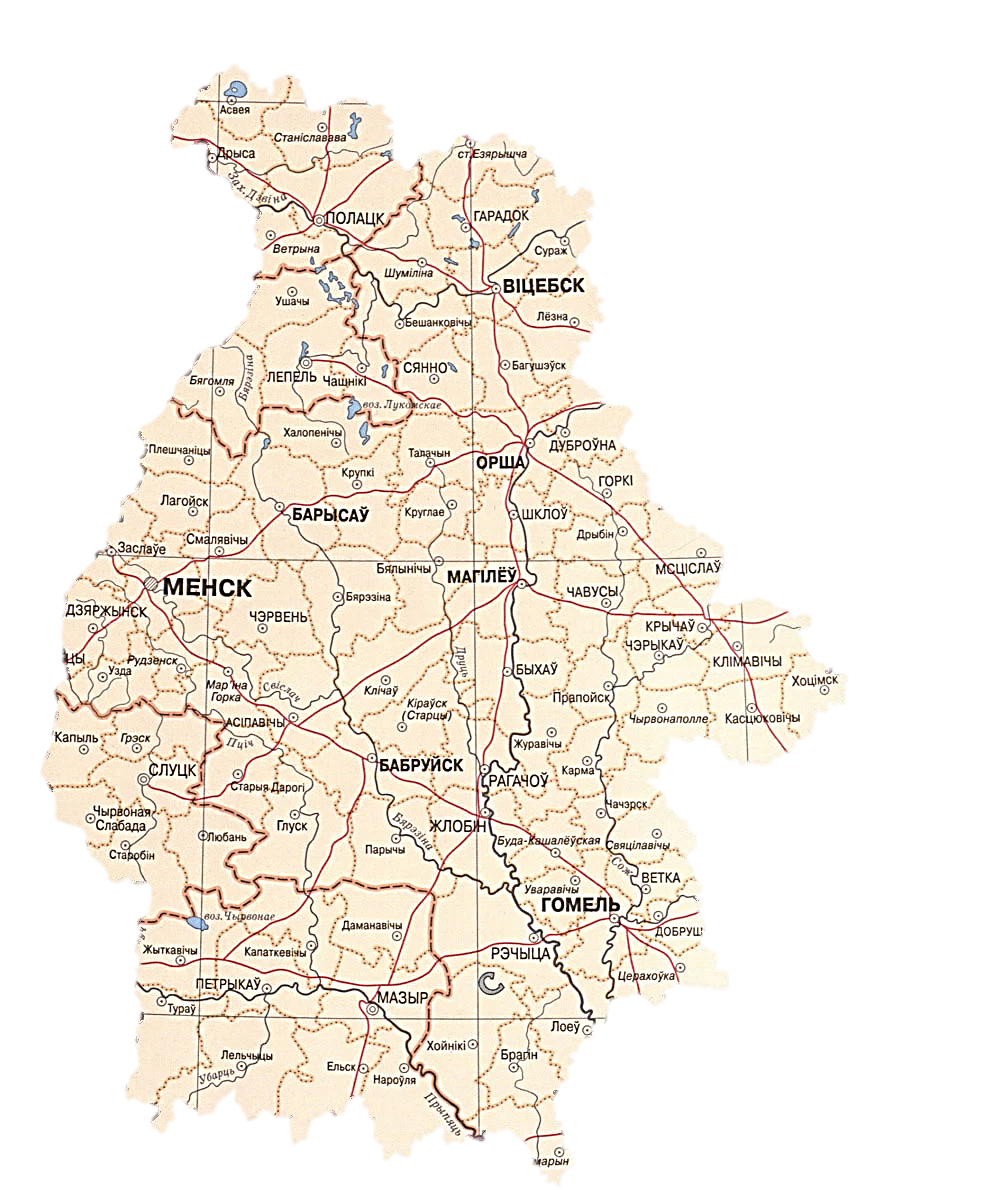 Асвея
Станіславава
Дрыса
ст.Езярышча
Зах. Дзвіна
ПОЛАЦК
ГАРАДОК
Ветрына
Сураж
Шуміліна
ВІЦЕБСК
Ушачы
Бешанковічы
Лёзна
Бярэзіна
ЛЕПЕЛЬ
Чашнікі
СЯННО
Багушэўск
Бягомля
воз. Лукомскае
Халопенічы
ДУБРОЎНА
Плешчаніцы
Талачын
ОРША
Крупкі
ГОРКІ
Лагойск
БАРЫСАЎ
Круглае
ШКЛОЎ
Дрыбін
Заслаўе
Смалявічы
Бялынічы
МСЦІСЛАЎ
МЕНСК
МАГІЛЁЎ
Бярэзіна
ЧАВУСЫ
ДЗЯРЖЫНСК
ЧЭРВЕНЬ
КРЫЧАЎ
ЧЭРЫКАЎ
ЦЫ
Рудзенск
Друць
КЛІМАВІЧЫ
Узда
БЫХАЎ
Мар'іна
Горка
Свіслач
Клічаў
Прапойск
Хоцімск
Кіраўск
(Старцы)
АСІПАВІЧЫ
Чырвонаполле
Касцюковічы
Капыль
Грэск
Пціч
Журавічы
СЛУЦК
БАБРУЙСК
Карма
Старыя Дарогі
РАГАЧОЎ
Чачэрск
Чырвоная
Слабада
Глуск
Бярэзіна
ЖЛОБІН
Любань
Буда-Кашалёўская
Свяцілавічы
Старобін
Парычы
Сож
ВЕТКА
Уваравічы
ГОМЕЛЬ
воз.Чырвонае
Даманавічы
ДОБРУШ
Жыткавічы
Капаткевічы
РЭЧЫЦА
Церахоўка
С
ПЕТРЫКАЎ
МАЗЫР
Тураў
Лоеў
Хойнікі
Брагін
Лельчыцы
Убарць
Ельск
Нароўля
Прыпяць
марын